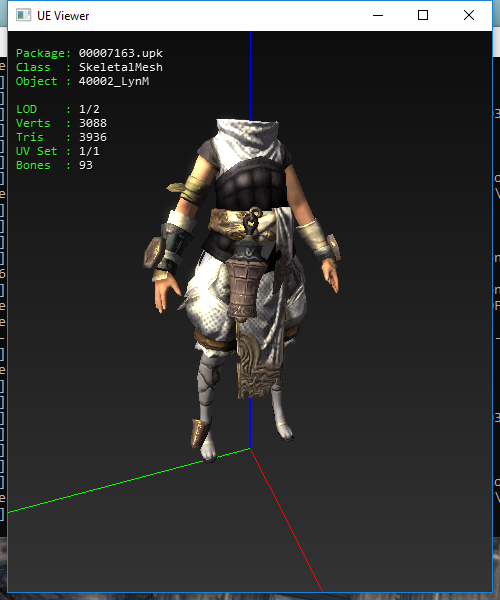 UE Viewer
Package: 00007163.upk
Class : SkeletalMesh
Object : 40002_LynM
LOD : 1/2
Verts : 3088
Tris : 3936
UV Set : 1/1
Bones : 93